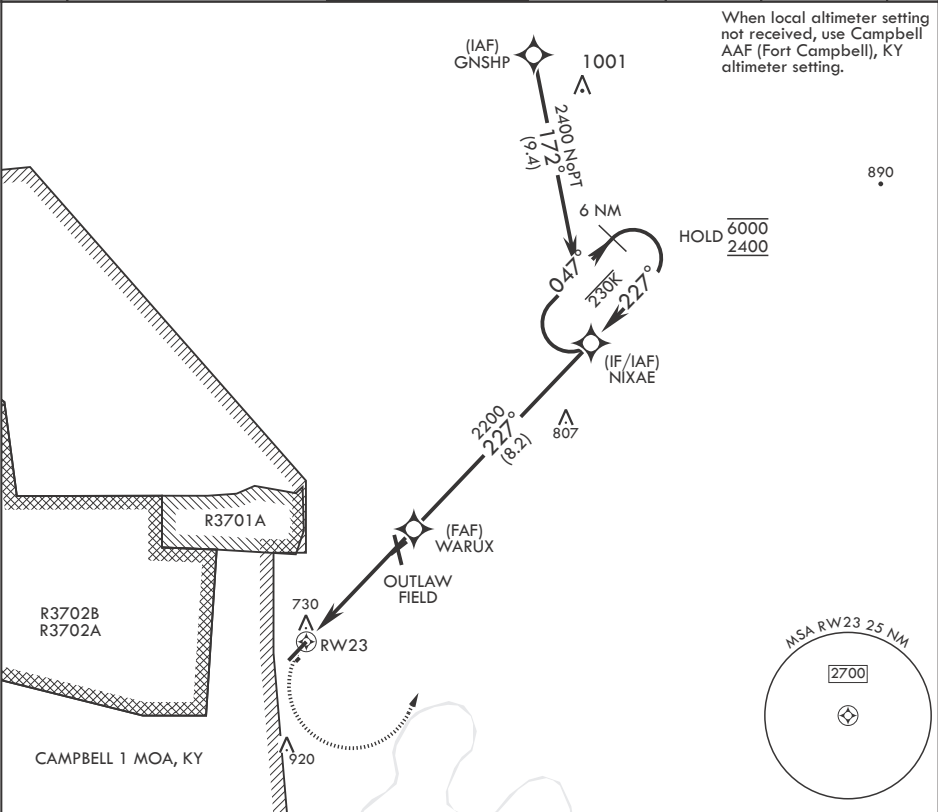 When local altimeter setting
not received, use Campbell
AAF (Fort Campbell), KY
altimeter setting.
(IAF)
GNSHP
1001
2400 NoPT
172°
(9.4)
890
6 NM
HOLD 6000
2400
047°
230K
227°
(IF/IAF)
NIXAE
2200
227°
(8.2)
807
R3701A
(FAF)
WARUX
OUTLAW
FIELD
730
RW23
R3702B
R3702A
MSA RW23 25 NM
2700
CAMPBELL 1 MOA, KY
920